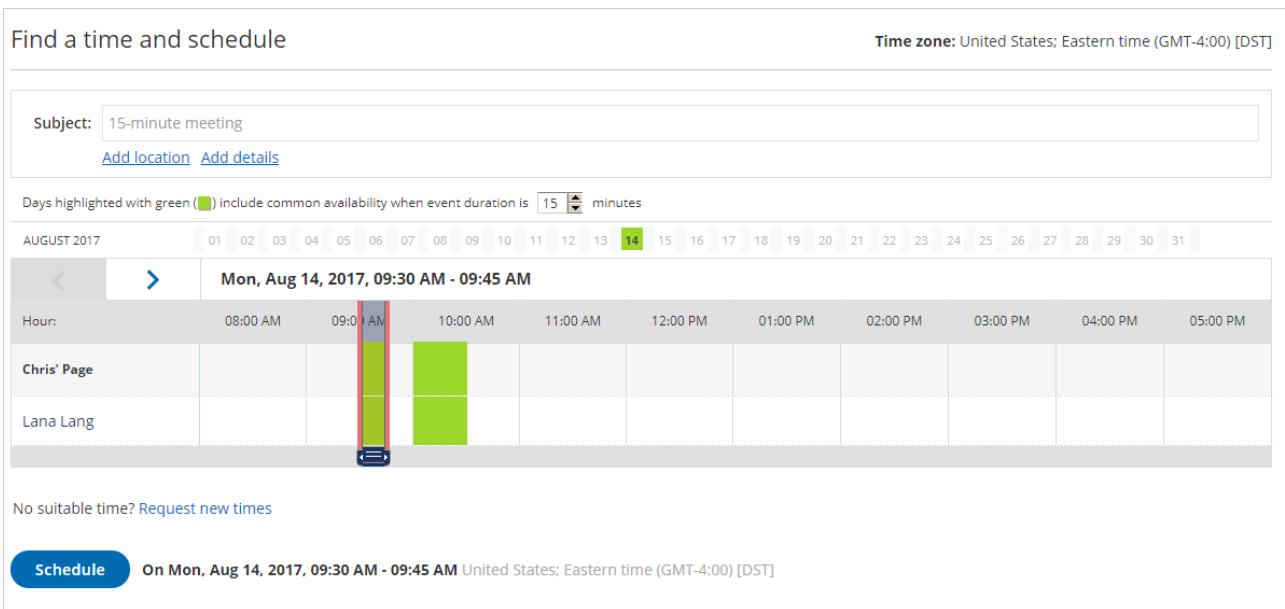 Find a time and schedule
Time zone: United States; Eastern time (GMT-4:00) [DST]
Subject: 15-minute meeting
Add location Add details
Days highlighted with green ( ) include common availability when event duration is 15 minutes
AUGUST 2017 01 02 03 04 05 06 07 08 09 10 11 12 13 14 15 16 17 18 19 20 21 22 23 24 25 26 27 28 29 30 31
Mon, Aug 14, 2017, 09:30 AM - 09:45 AM
Hour: 08:00 AM 09:00 AM 10:00 AM 11:00 AM 12:00 PM 01:00 PM 02:00 PM 03:00 PM 04:00 PM 05:00 PM
Chris' Page
Lana Lang
No suitable time? Request new times
Schedule On Mon, Aug 14, 2017, 09:30 AM - 09:45 AM United States; Eastern time (GMT-4:00) [DST]